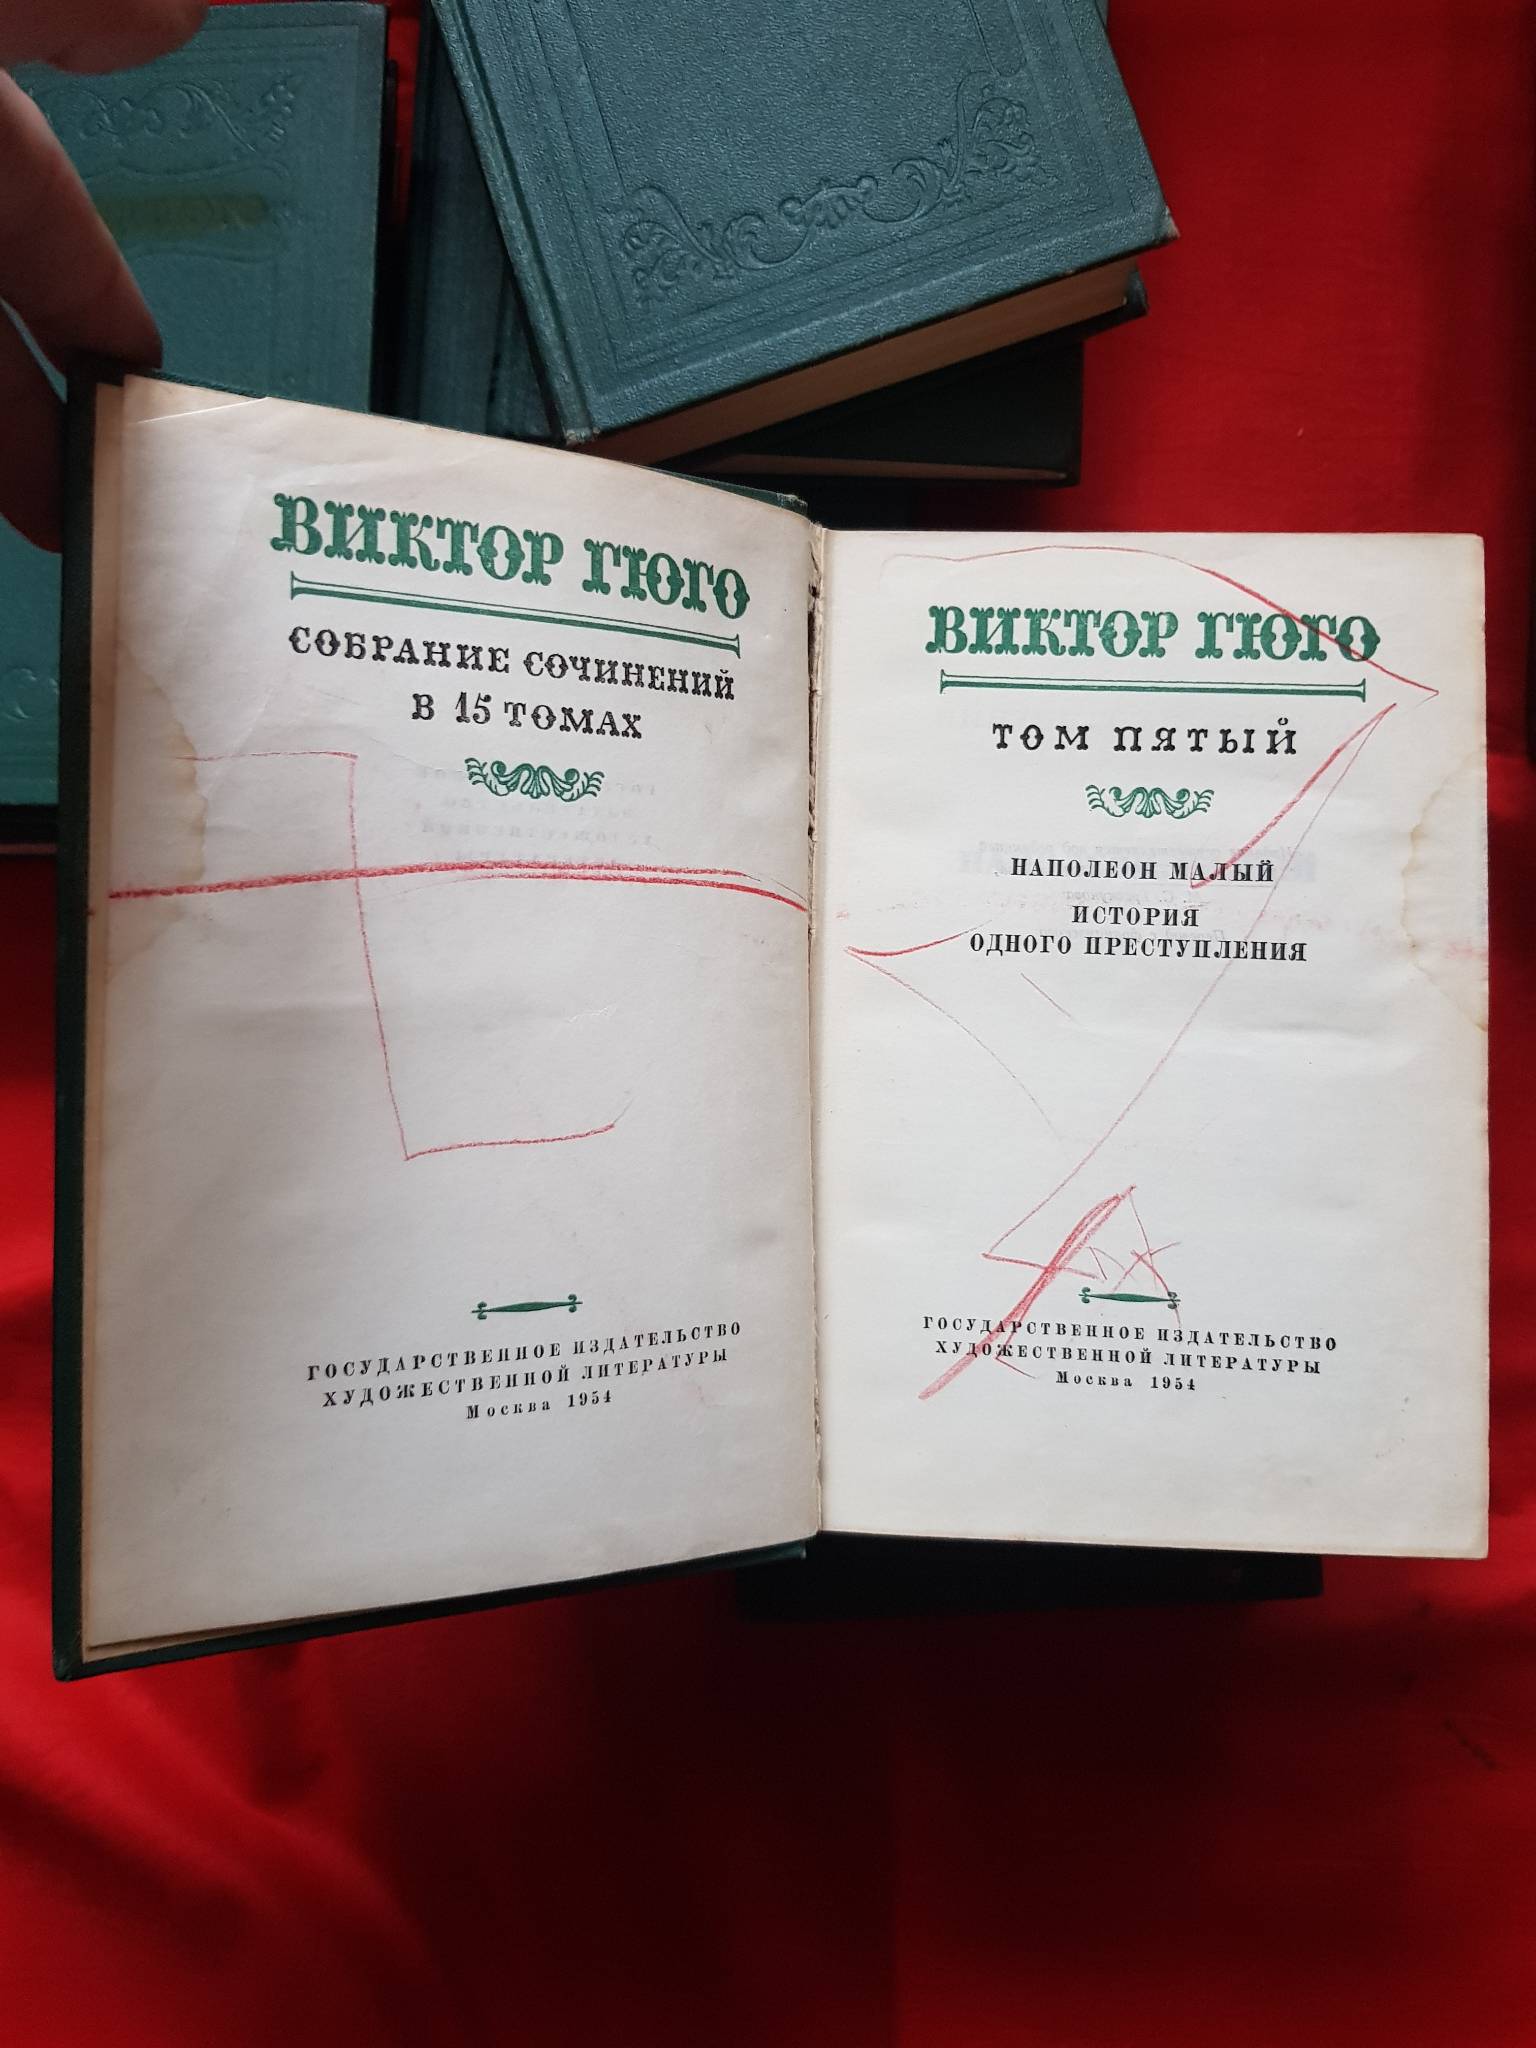 ВИКТОР ГЮГО
СОБРАНИЕ СОЧИНЕНИЙ
В 15 ТОМАХ
ГОСУДАРСТВЕННОЕ ИЗДАТЕЛЬСТВО
ХУДОЖЕСТВЕННОЙ ЛИТЕРАТУРЫ
Москва 1954
ВИКТОР ГЮГО
ТОМ ПЯТЫЙ
НАПОЛЕОН МАЛЫЙ
ИСТОРИЯ
ОДНОГО ПРЕСТУПЛЕНИЯ
ГОСУДАРСТВЕННОЕ ИЗДАТЕЛЬСТВО
ХУДОЖЕСТВЕННОЙ ЛИТЕРАТУРЫ
Москва 1954